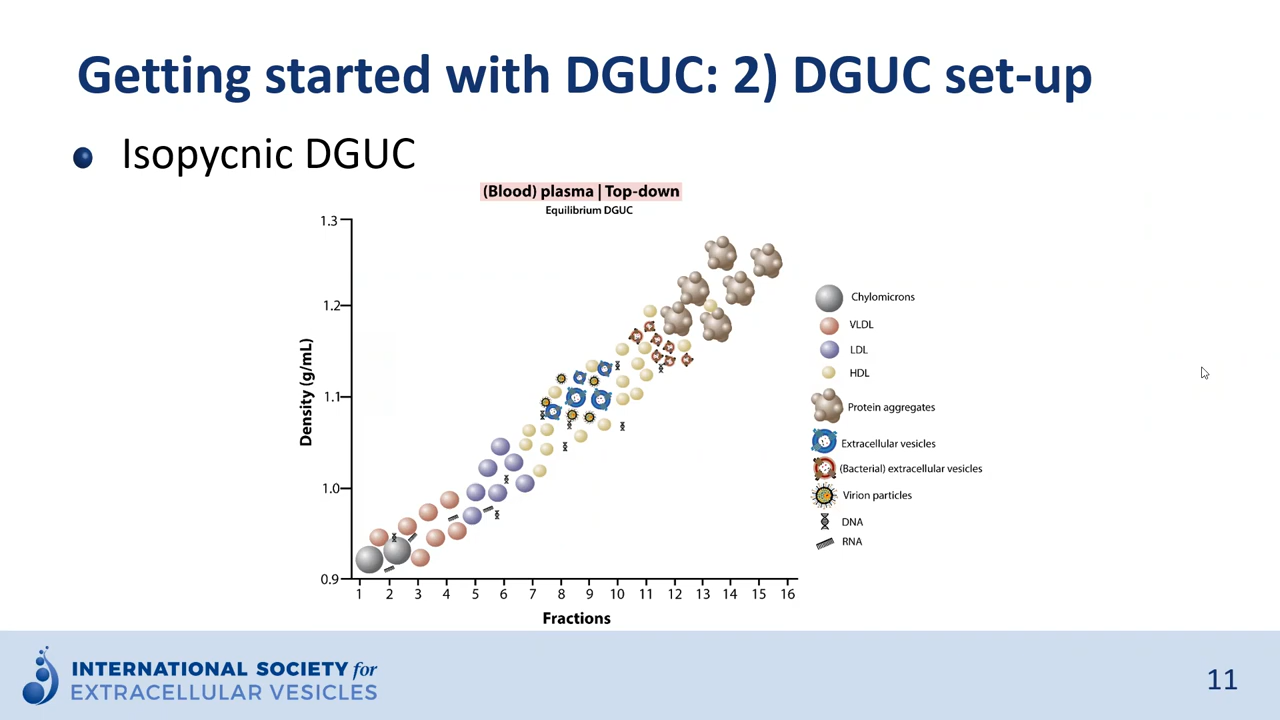 Getting started with DGUC: 2) DGUC set-up
Isopycnic DGUC
(Blood) plasma | Top-down
Equilibrium DGUC
Density (g/mL)
1.3
1.2
1.1
1.0
0.9
1 2 3 4 5 6 7 8 9 10 11 12 13 14 15 16
Fractions
Chylomicrons
VLDL
LDL
HDL
Protein aggregates
Extracellular vesicles
(Bacterial) extracellular vesicles
Virion particles
DNA
RNA
INTERNATIONAL SOCIETY for
EXTRACELLULAR VESICLES
11